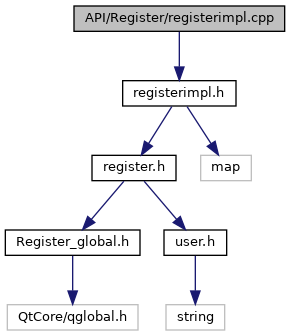 API/Register/registerimpl.cpp
registerimpl.h
register.h
map
Register_global.h
user.h
QtCore/qglobal.h
string